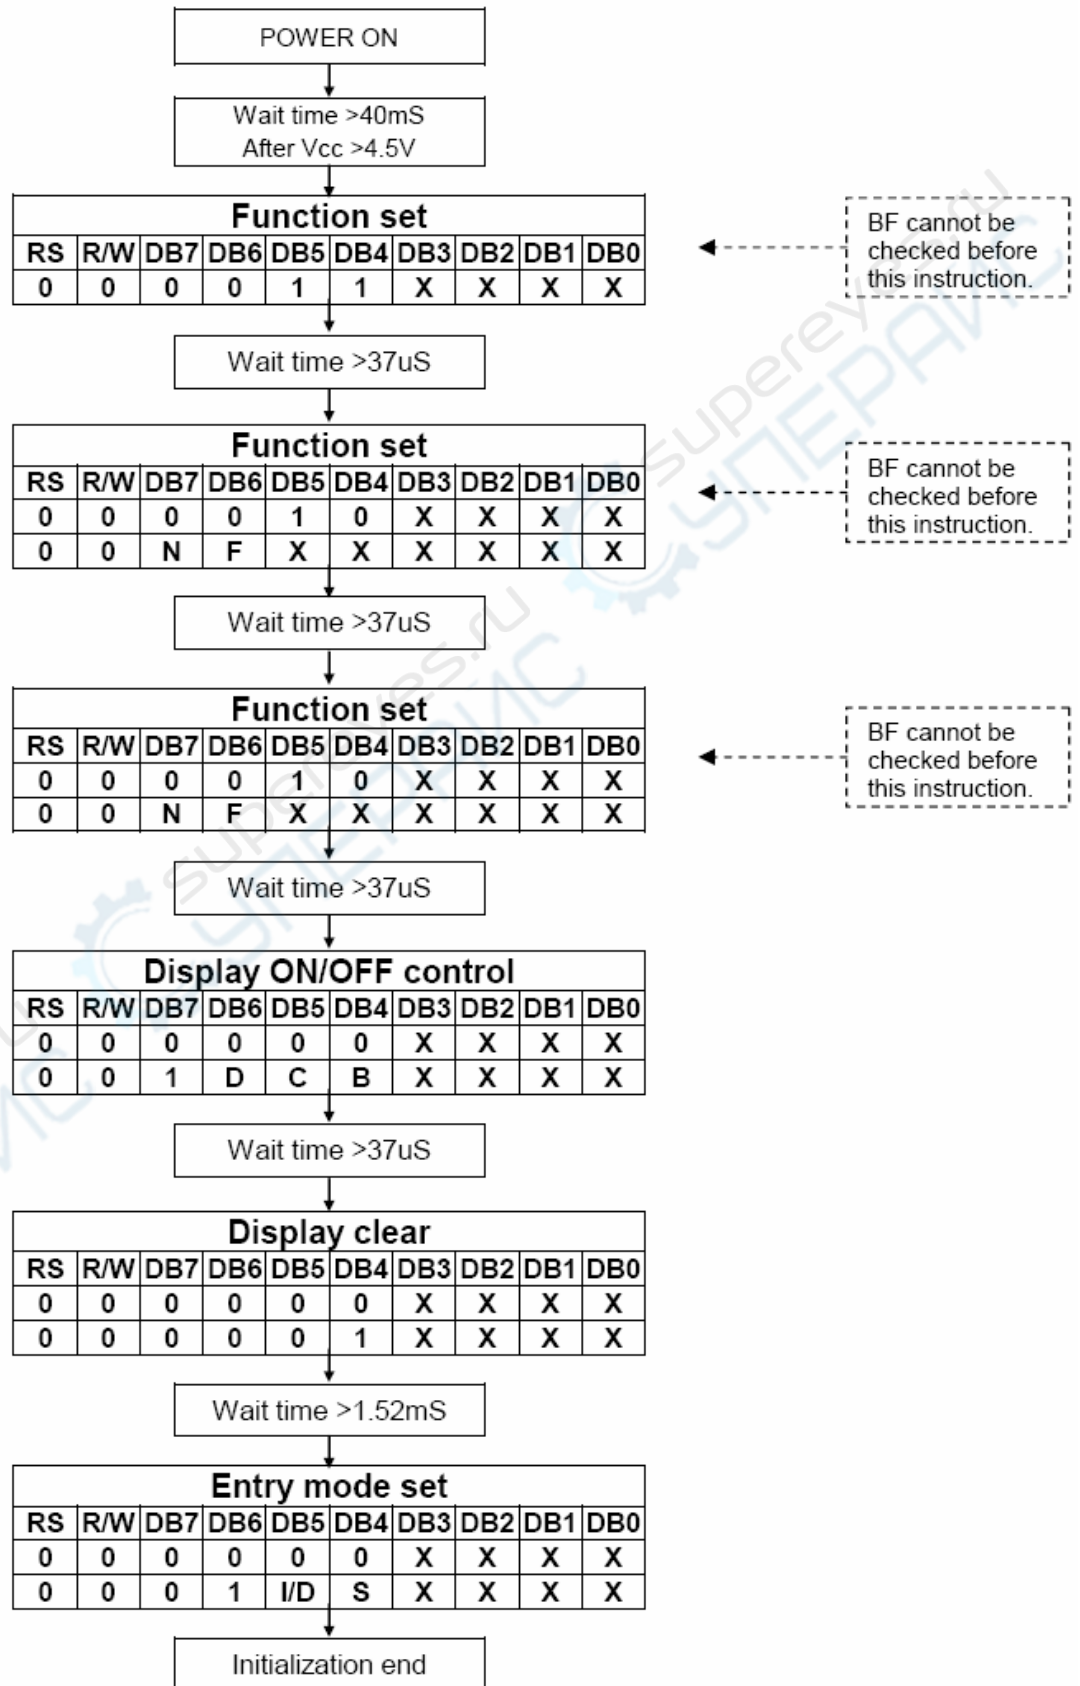 POWER ON
Wait time >40mS
After Vcc >4.5V
Function set
RS R/W DB7 DB6 DB5 DB4 DB3 DB2 DB1 DB0
0 0 0 0 1 1 X X X X
BF cannot be
checked before
this instruction.
Wait time >37uS
Function set
RS R/W DB7 DB6 DB5 DB4 DB3 DB2 DB1 DB0
0 0 0 0 1 0 X X X X
0 0 N F X X X X X X
BF cannot be
checked before
this instruction.
Wait time >37uS
Function set
RS R/W DB7 DB6 DB5 DB4 DB3 DB2 DB1 DB0
0 0 0 0 1 0 X X X X
0 0 N F X X X X X X
BF cannot be
checked before
this instruction.
Wait time >37uS
Display ON/OFF control
RS R/W DB7 DB6 DB5 DB4 DB3 DB2 DB1 DB0
0 0 0 0 0 0 X X X X
0 0 1 D C B X X X X
Wait time >37uS
Display clear
RS R/W DB7 DB6 DB5 DB4 DB3 DB2 DB1 DB0
0 0 0 0 0 0 X X X X
0 0 0 0 0 1 X X X X
Wait time >1.52mS
Entry mode set
RS R/W DB7 DB6 DB5 DB4 DB3 DB2 DB1 DB0
0 0 0 0 0 0 X X X X
0 0 0 1 I/D S X X X X
Initialization end
supereyes.ru
СУПЕРАЙС
supereyes.ru
СУПЕРАЙС